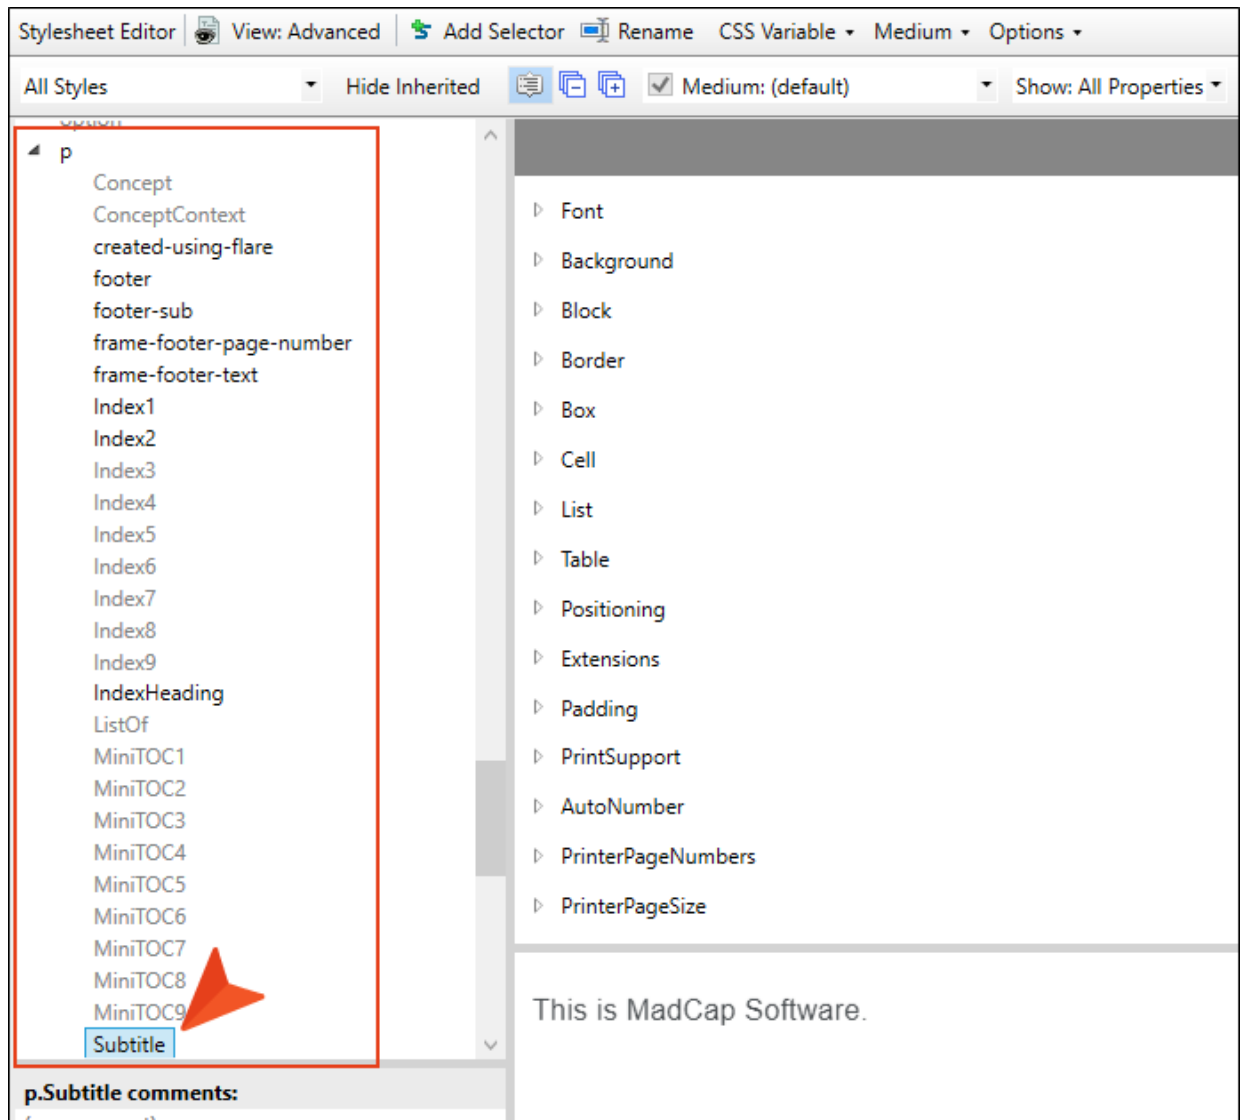 Stylesheet Editor View: Advanced Add Selector Rename CSS Variable Medium Options
All Styles Hide Inherited Medium: (default) Show: All Properties
option
p
Concept
ConceptContext
created-using-flare
footer
footer-sub
frame-footer-page-number
frame-footer-text
Index1
Index2
Index3
Index4
Index5
Index6
Index7
Index8
Index9
IndexHeading
ListOf
MiniTOC1
MiniTOC2
MiniTOC3
MiniTOC4
MiniTOC5
MiniTOC6
MiniTOC7
MiniTOC8
MiniTOC9
Subtitle
p.Subtitle comments:
Font
Background
Block
Border
Box
Cell
List
Table
Positioning
Extensions
Padding
PrintSupport
AutoNumber
PrinterPageNumbers
PrinterPageSize
This is MadCap Software.